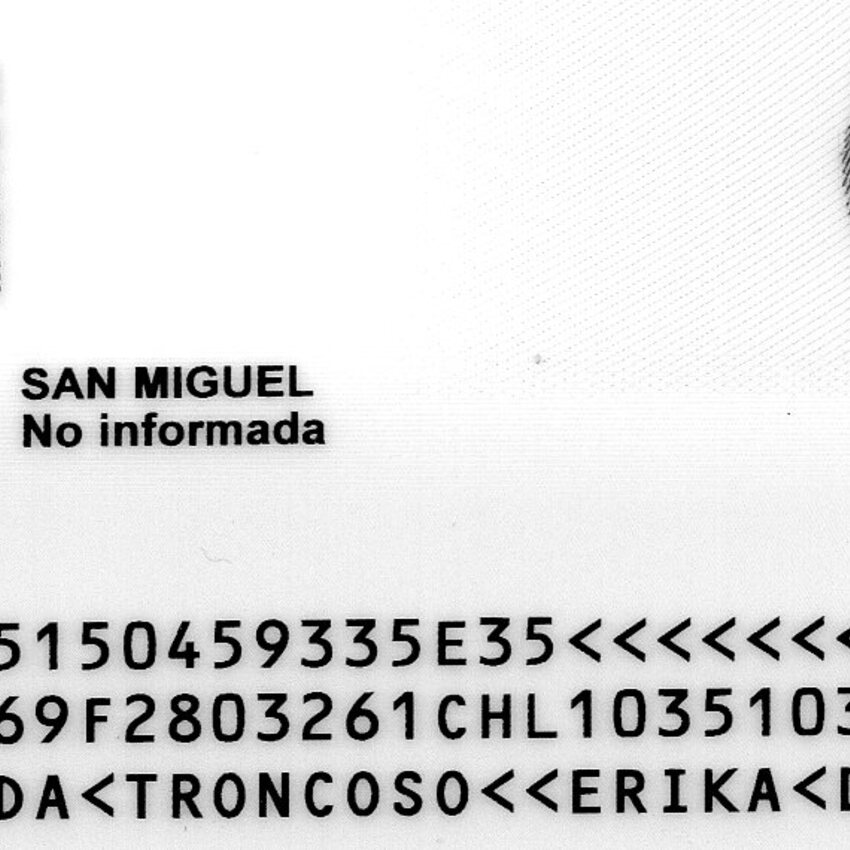 SAN MIGUEL
No informada
5150459335E35<<<<<<<
69F2803261CHL1035103
DA<TRONCOSO<<ERIKA<D